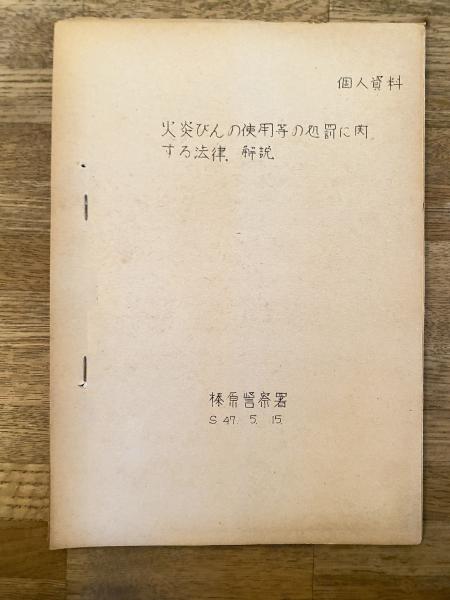 個人資料
火炎びんの使用等の処罰に関
する法律、解説
榛原警察署
S 47. 5. 15.